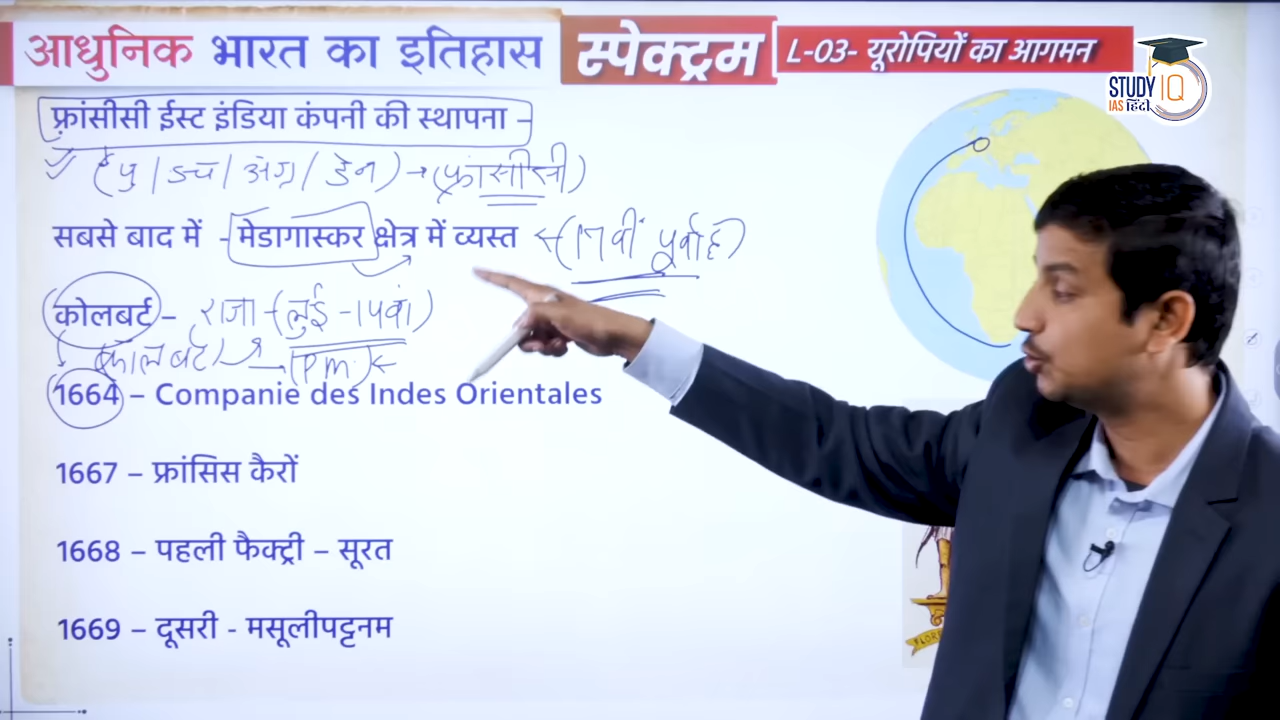 आधुनिक भारत का इतिहास
स्पेक्ट्रम
L-03- यूरोपियों का आगमन
STUDY IQ
IAS हिंदी
फ्रांसीसी ईस्ट इंडिया कंपनी की स्थापना –
(पु / डच / अंग्र / डेन) → (फ्रांसीसी)
सबसे बाद में - मेडागास्कर क्षेत्र में व्यस्त ← (17वीं पूर्वार्द्ध)
कोलबर्ट – राजा - (लुई - 14वां)
कॉलबर्ट → (PM) ←
1664 – Companie des Indes Orientales
1667 – फ्रांसिस कैरों
1668 – पहली फैक्ट्री – सूरत
1669 – दूसरी - मसूलीपट्टनम